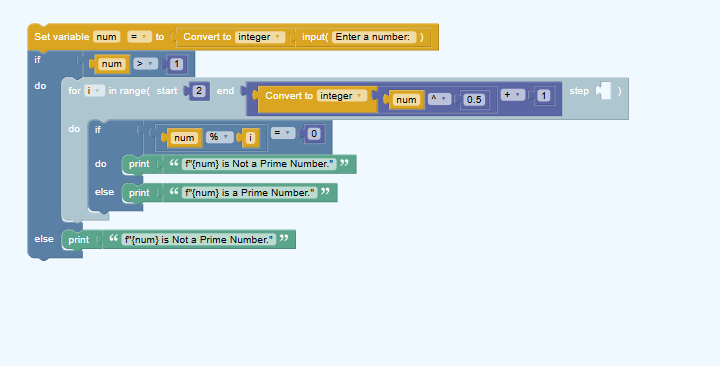 Set variable num = to Convert to integer input( Enter a number: )
if num > 1
do for i in range( start 2 end Convert to integer num ^ 0.5 + 1 step )
do if num % i = 0
do print “ f"{num} is Not a Prime Number." ”
else print “ f"{num} is a Prime Number." ”
else print “ f"{num} is Not a Prime Number." ”